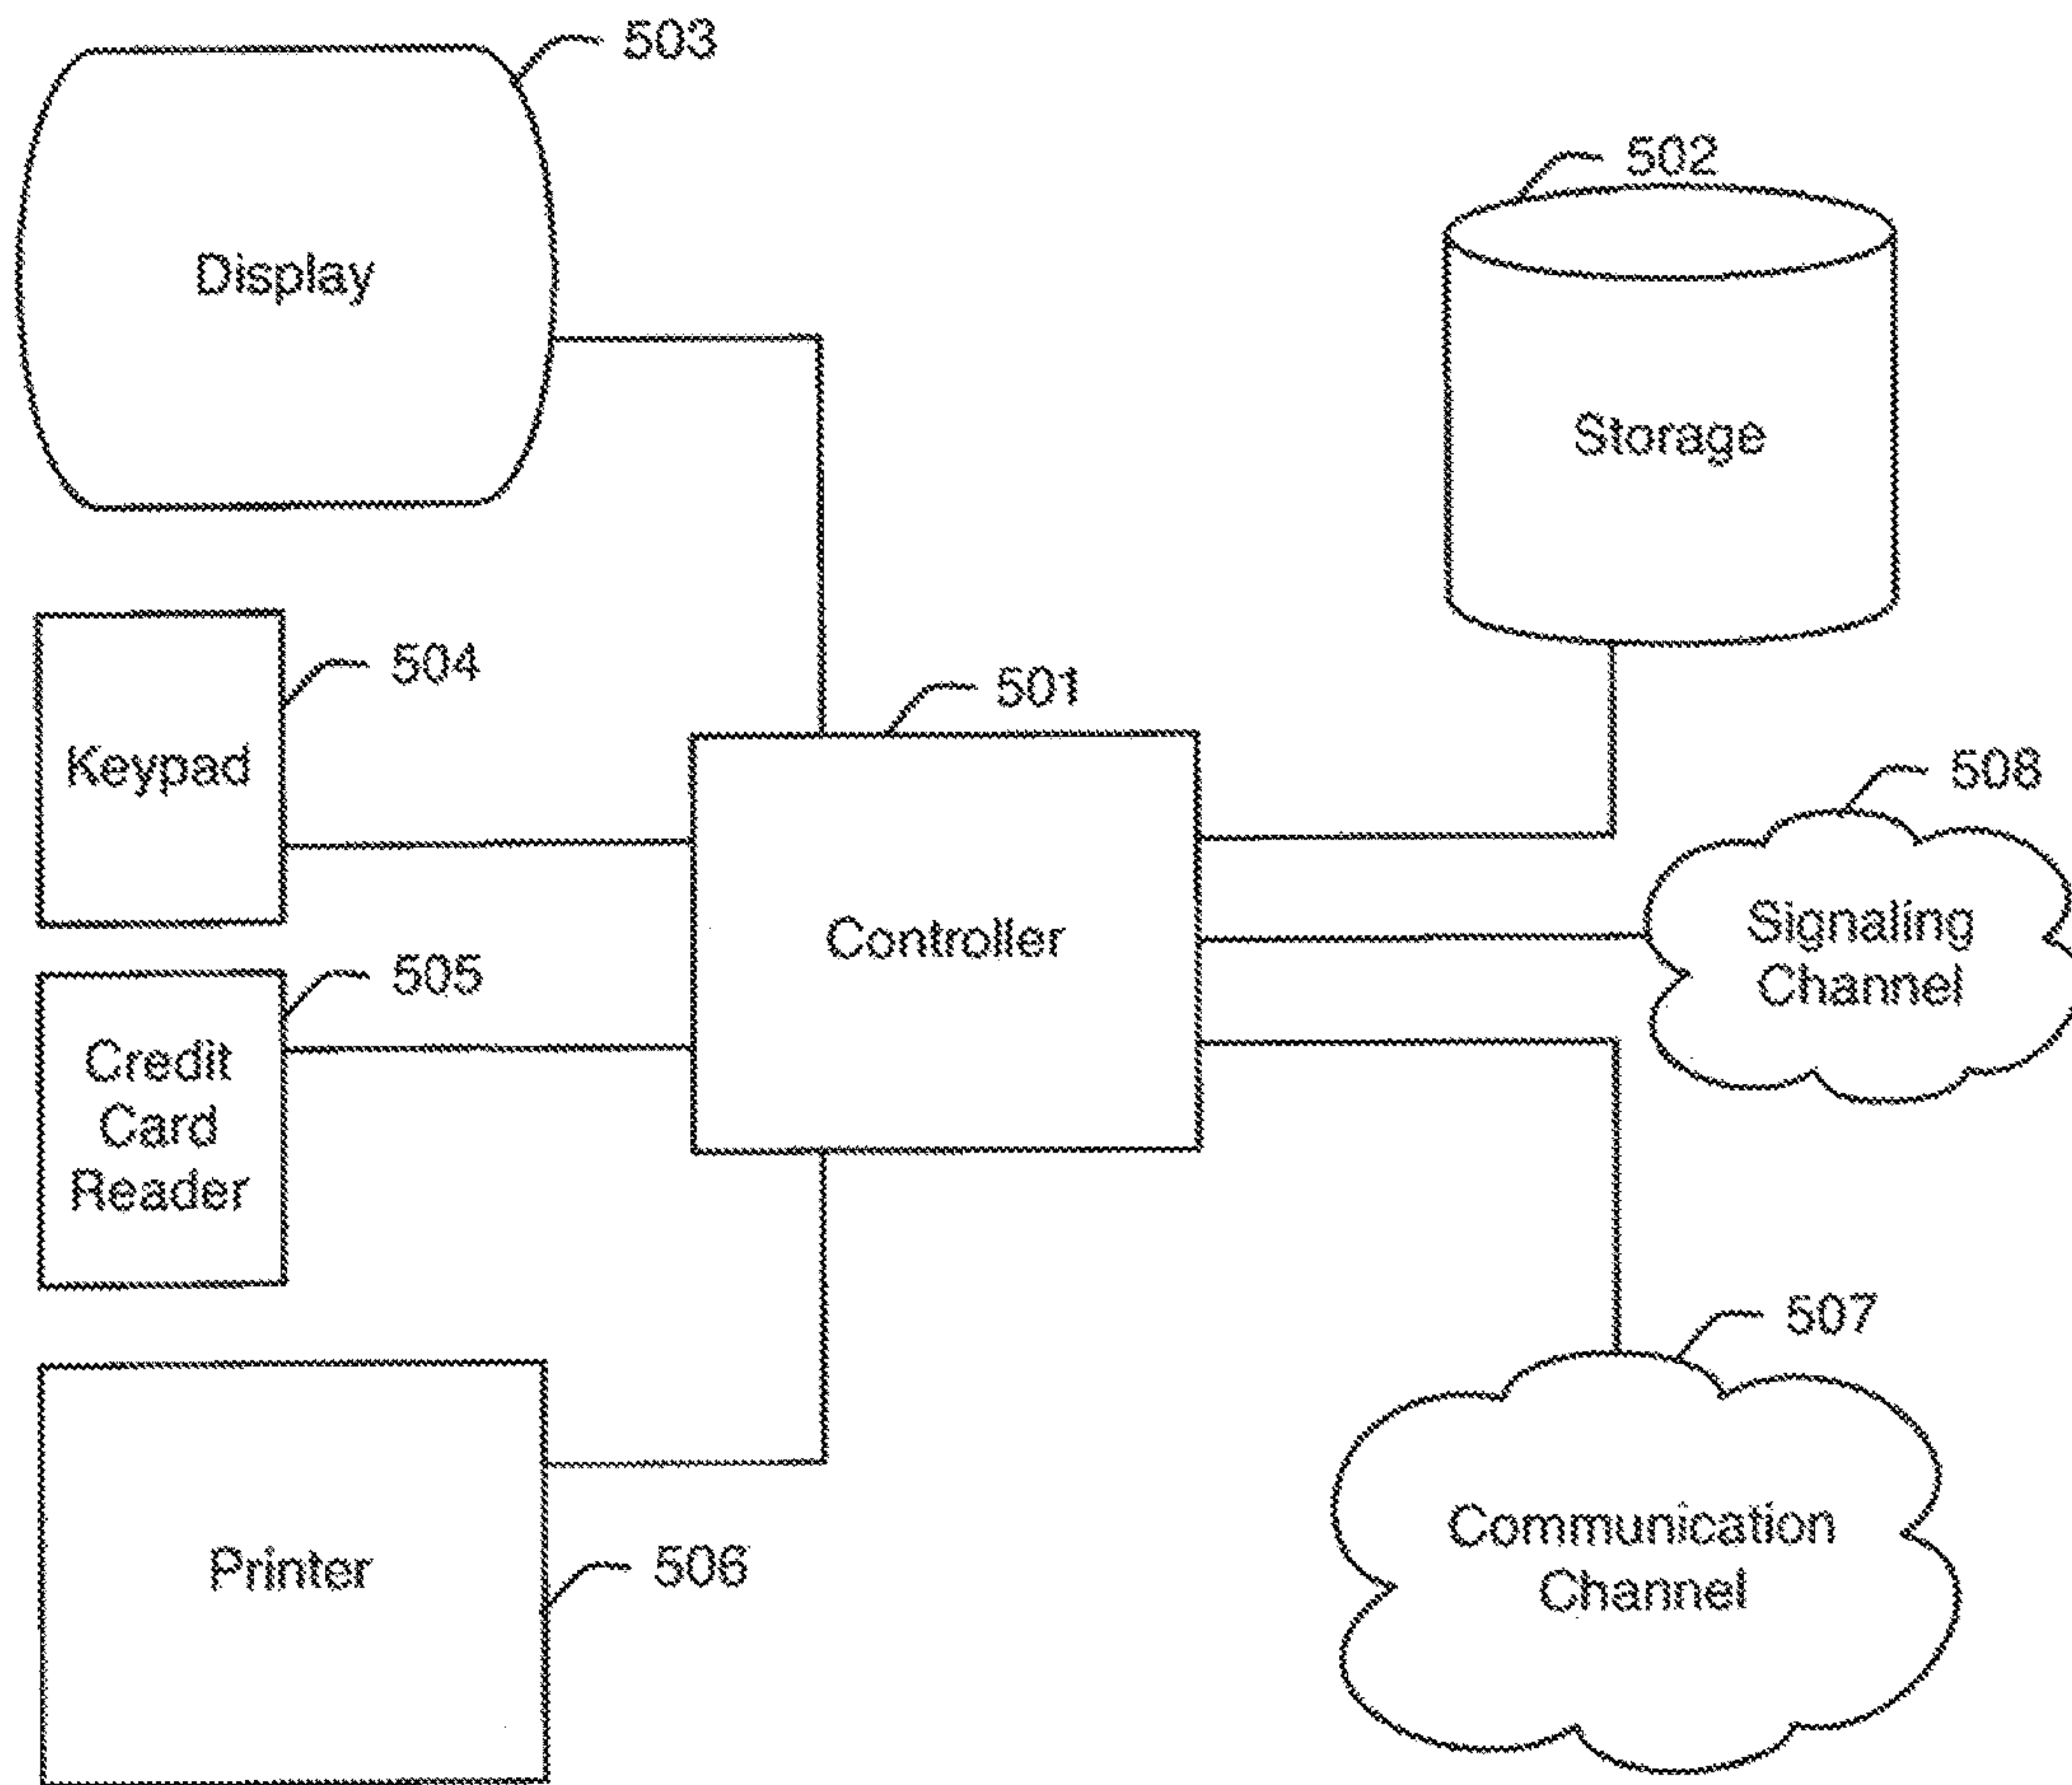 503
Display
502
Storage
504
Keypad
501
Controller
508
Signaling
Channel
505
Credit
Card
Reader
507
Communication
Channel
Printer
506